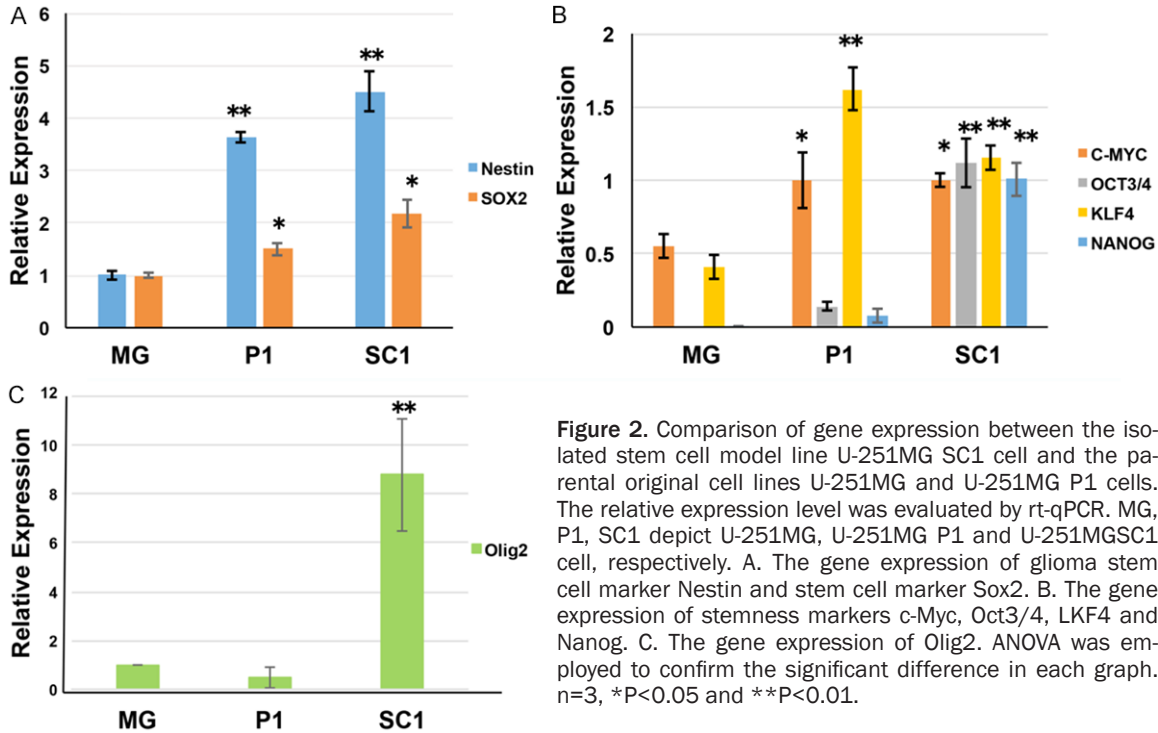 A
6
5
4
3
2
1
0
Relative Expression
**
**
*
*
MG P1 SC1
Nestin
SOX2
B
2
1.5
1
0.5
0
Relative Expression
* ** * ** ** **
MG P1 SC1
C-MYC
OCT3/4
KLF4
NANOG
C
12
10
8
6
4
2
0
Relative Expression
**
MG P1 SC1
Olig2
Figure 2. Comparison of gene expression between the iso-
lated stem cell model line U-251MG SC1 cell and the pa-
rental original cell lines U-251MG and U-251MG P1 cells.
The relative expression level was evaluated by rt-qPCR. MG,
P1, SC1 depict U-251MG, U-251MG P1 and U-251MGSC1
cell, respectively. A. The gene expression of glioma stem
cell marker Nestin and stem cell marker Sox2. B. The gene
expression of stemness markers c-Myc, Oct3/4, LKF4 and
Nanog. C. The gene expression of Olig2. ANOVA was em-
ployed to confirm the significant difference in each graph.
n=3, *P<0.05 and **P<0.01.